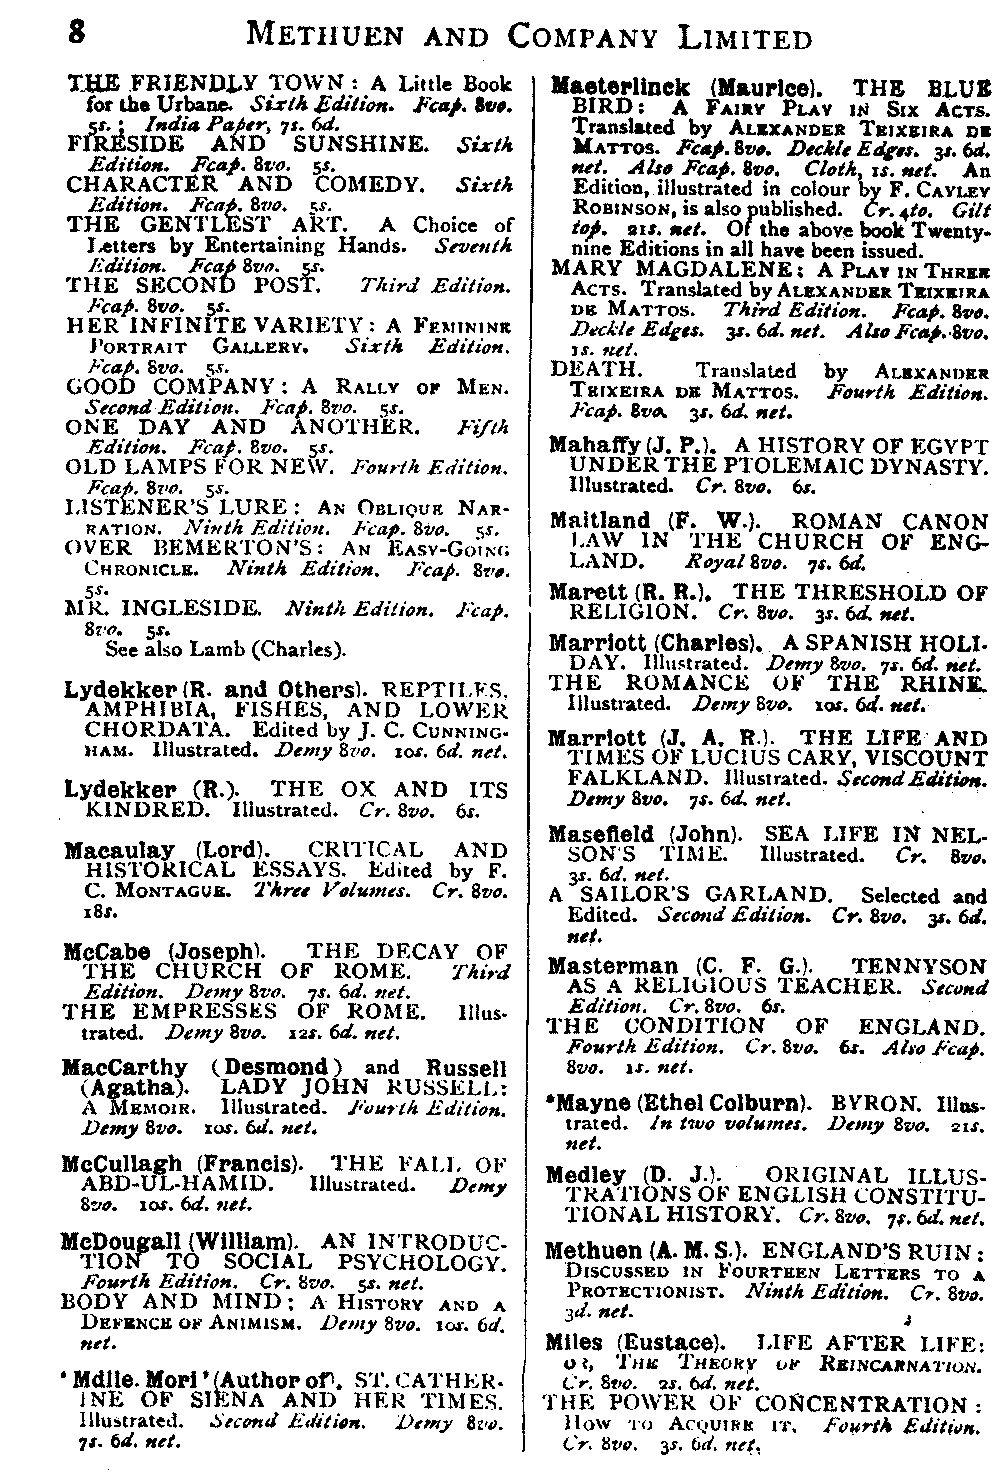 8 METHUEN AND COMPANY LIMITED
THE FRIENDLY TOWN: A Little Book
for the Urbane. Sixth Edition. Fcap. 8vo.
5s.; India Paper, 7s. 6d.
FIRESIDE AND SUNSHINE. Sixth
Edition. Fcap. 8vo. 5s.
CHARACTER AND COMEDY. Sixth
Edition. Fcap. 8vo. 5s.
THE GENTLEST ART. A Choice of
Letters by Entertaining Hands. Seventh
Edition. Fcap 8vo. 5s.
THE SECOND POST. Third Edition.
Fcap. 8vo. 5s.
HER INFINITE VARIETY: A FEMININE
PORTRAIT GALLERY. Sixth Edition.
Fcap. 8vo. 5s.
GOOD COMPANY: A RALLY OF MEN.
Second Edition. Fcap. 8vo. 5s.
ONE DAY AND ANOTHER. Fifth
Edition. Fcap. 8vo. 5s.
OLD LAMPS FOR NEW. Fourth Edition.
Fcap. 8vo. 5s.
LISTENER'S LURE: AN OBLIQUE NAR-
RATION. Ninth Edition. Fcap. 8vo. 5s.
OVER BEMERTON'S: AN EASY-GOING
CHRONICLE. Ninth Edition. Fcap. 8vo.
5s.
MR. INGLESIDE. Ninth Edition. Fcap.
8vo. 5s.
See also Lamb (Charles).
Lydekker (R. and Others). REPTILES,
AMPHIBIA, FISHES, AND LOWER
CHORDATA. Edited by J. C. CUNNING-
HAM. Illustrated. Demy 8vo. 10s. 6d. net.
Lydekker (R.). THE OX AND ITS
KINDRED. Illustrated. Cr. 8vo. 6s.
Macaulay (Lord). CRITICAL AND
HISTORICAL ESSAYS. Edited by F.
C. MONTAGUE. Three Volumes. Cr. 8vo.
18s.
McCabe (Joseph). THE DECAY OF
THE CHURCH OF ROME. Third
Edition. Demy 8vo. 7s. 6d. net.
THE EMPRESSES OF ROME. Illus-
trated. Demy 8vo. 12s. 6d. net.
MacCarthy (Desmond) and Russell
(Agatha). LADY JOHN RUSSELL:
A MEMOIR. Illustrated. Fourth Edition.
Demy 8vo. 10s. 6d. net.
McCullagh (Francis). THE FALL OF
ABD-UL-HAMID. Illustrated. Demy
8vo. 10s. 6d. net.
McDougall (William). AN INTRODUC-
TION TO SOCIAL PSYCHOLOGY.
Fourth Edition. Cr. 8vo. 5s. net.
BODY AND MIND: A HISTORY AND A
DEFENCE OF ANIMISM. Demy 8vo. 10s. 6d.
net.
'Mdlle. Mori' (Author of). ST. CATHER-
INE OF SIENA AND HER TIMES.
Illustrated. Second Edition. Demy 8vo.
7s. 6d. net.
Maeterlinck (Maurice). THE BLUE
BIRD: A FAIRY PLAY IN SIX ACTS.
Translated by ALEXANDER TEIXEIRA DE
MATTOS. Fcap. 8vo. Deckle Edges. 3s. 6d.
net. Also Fcap. 8vo. Cloth, 1s. net. An
Edition, illustrated in colour by F. CAYLEY
ROBINSON, is also published. Cr. 4to. Gilt
top. 21s. net. Of the above book Twenty-
nine Editions in all have been issued.
MARY MAGDALENE: A PLAY IN THREE
ACTS. Translated by ALEXANDER TEIXEIRA
DE MATTOS. Third Edition. Fcap. 8vo.
Deckle Edges. 3s. 6d. net. Also Fcap. 8vo.
1s. net.
DEATH. Translated by ALEXANDER
TEIXEIRA DE MATTOS. Fourth Edition.
Fcap. 8vo. 3s. 6d. net.
Mahaffy (J. P.). A HISTORY OF EGYPT
UNDER THE PTOLEMAIC DYNASTY.
Illustrated. Cr. 8vo. 6s.
Maitland (F. W.). ROMAN CANON
LAW IN THE CHURCH OF ENG-
LAND. Royal 8vo. 7s. 6d.
Marett (R. R.). THE THRESHOLD OF
RELIGION. Cr. 8vo. 3s. 6d. net.
Marriott (Charles). A SPANISH HOLI-
DAY. Illustrated. Demy 8vo. 7s. 6d. net.
THE ROMANCE OF THE RHINE.
Illustrated. Demy 8vo. 10s. 6d. net.
Marriott (J. A. R.). THE LIFE AND
TIMES OF LUCIUS CARY, VISCOUNT
FALKLAND. Illustrated. Second Edition.
Demy 8vo. 7s. 6d. net.
Masefield (John). SEA LIFE IN NEL-
SON'S TIME. Illustrated. Cr. 8vo.
3s. 6d. net.
A SAILOR'S GARLAND. Selected and
Edited. Second Edition. Cr. 8vo. 3s. 6d.
net.
Masterman (C. F. G.). TENNYSON
AS A RELIGIOUS TEACHER. Second
Edition. Cr. 8vo. 6s.
THE CONDITION OF ENGLAND.
Fourth Edition. Cr. 8vo. 6s. Also Fcap.
8vo. 1s. net.
*Mayne (Ethel Colburn). BYRON. Illus-
trated. In two volumes. Demy 8vo. 21s.
net.
Medley (D. J.). ORIGINAL ILLUS-
TRATIONS OF ENGLISH CONSTITU-
TIONAL HISTORY. Cr. 8vo. 7s. 6d. net.
Methuen (A. M. S.). ENGLAND'S RUIN:
DISCUSSED IN FOURTEEN LETTERS TO A
PROTECTIONIST. Ninth Edition. Cr. 8vo.
3d. net.
Miles (Eustace). LIFE AFTER LIFE:
OR, THE THEORY OF REINCARNATION.
Cr. 8vo. 2s. 6d. net.
THE POWER OF CONCENTRATION:
HOW TO ACQUIRE IT. Fourth Edition.
Cr. 8vo. 3s. 6d. net.